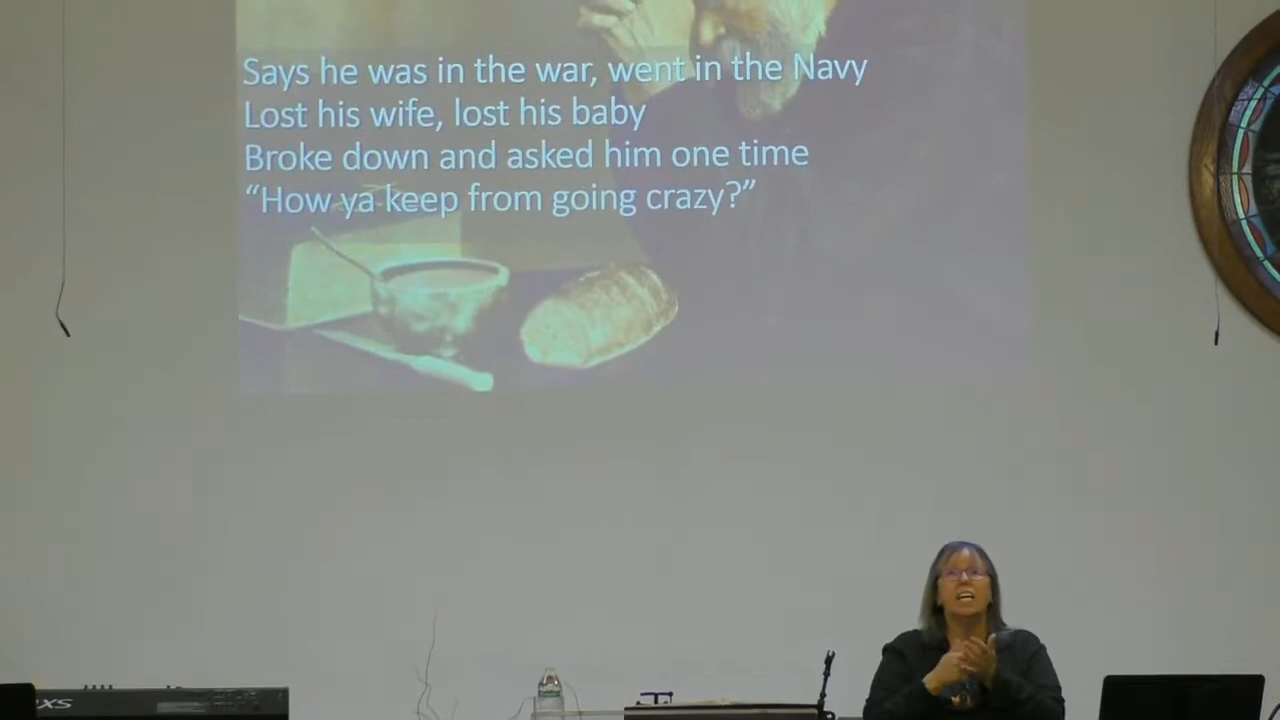 Says he was in the war, went in the Navy
Lost his wife, lost his baby
Broke down and asked him one time
“How ya keep from going crazy?”
XS